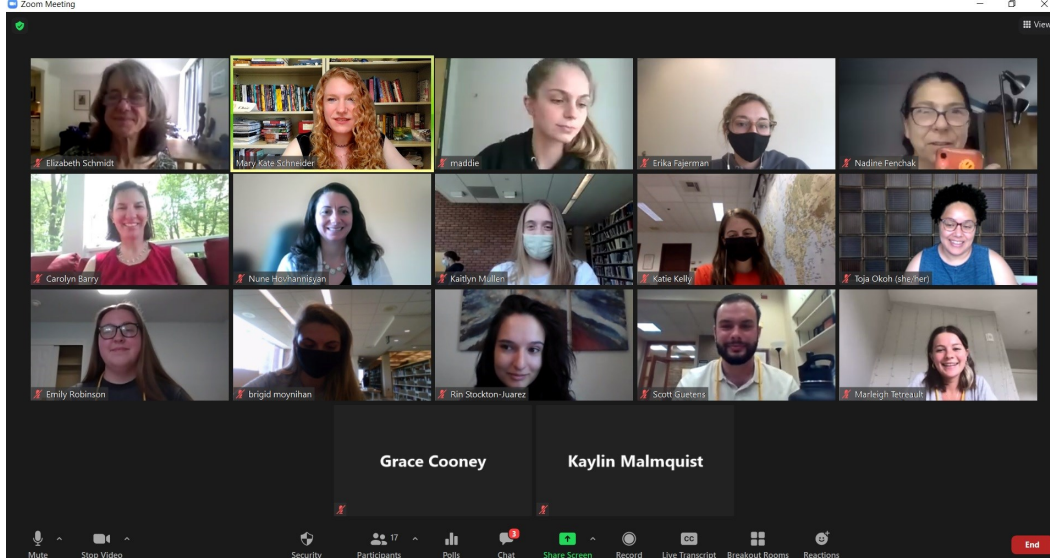 Zoom Meeting
View
Elizabeth Schmidt
Mary Kate Schneider
maddie
Erika Fajerman
Nadine Fenchak
Carolyn Barry
Nune Hovhannisyan
Kaitlyn Mullen
Katie Kelly
Toja Okoh (she/her)
Emily Robinson
brigid moynihan
Rin Stockton-Juarez
Scott Guetens
Marleigh Tetreault
Grace Cooney
Kaylin Malmquist
Mute
Stop Video
Security
17
Participants
Polls
3
Chat
Share Screen
Record
CC
Live Transcript
Breakout Rooms
Reactions
End